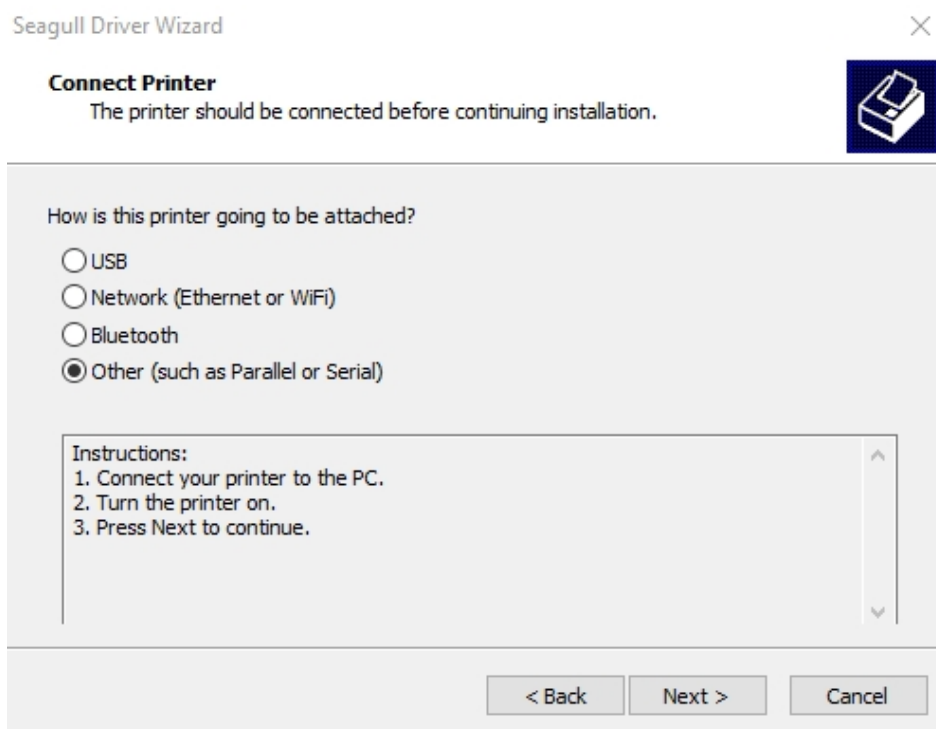 Seagull Driver Wizard
Connect Printer
The printer should be connected before continuing installation.
How is this printer going to be attached?
USB
Network (Ethernet or WiFi)
Bluetooth
Other (such as Parallel or Serial)
Instructions:
1. Connect your printer to the PC.
2. Turn the printer on.
3. Press Next to continue.
< Back Next > Cancel